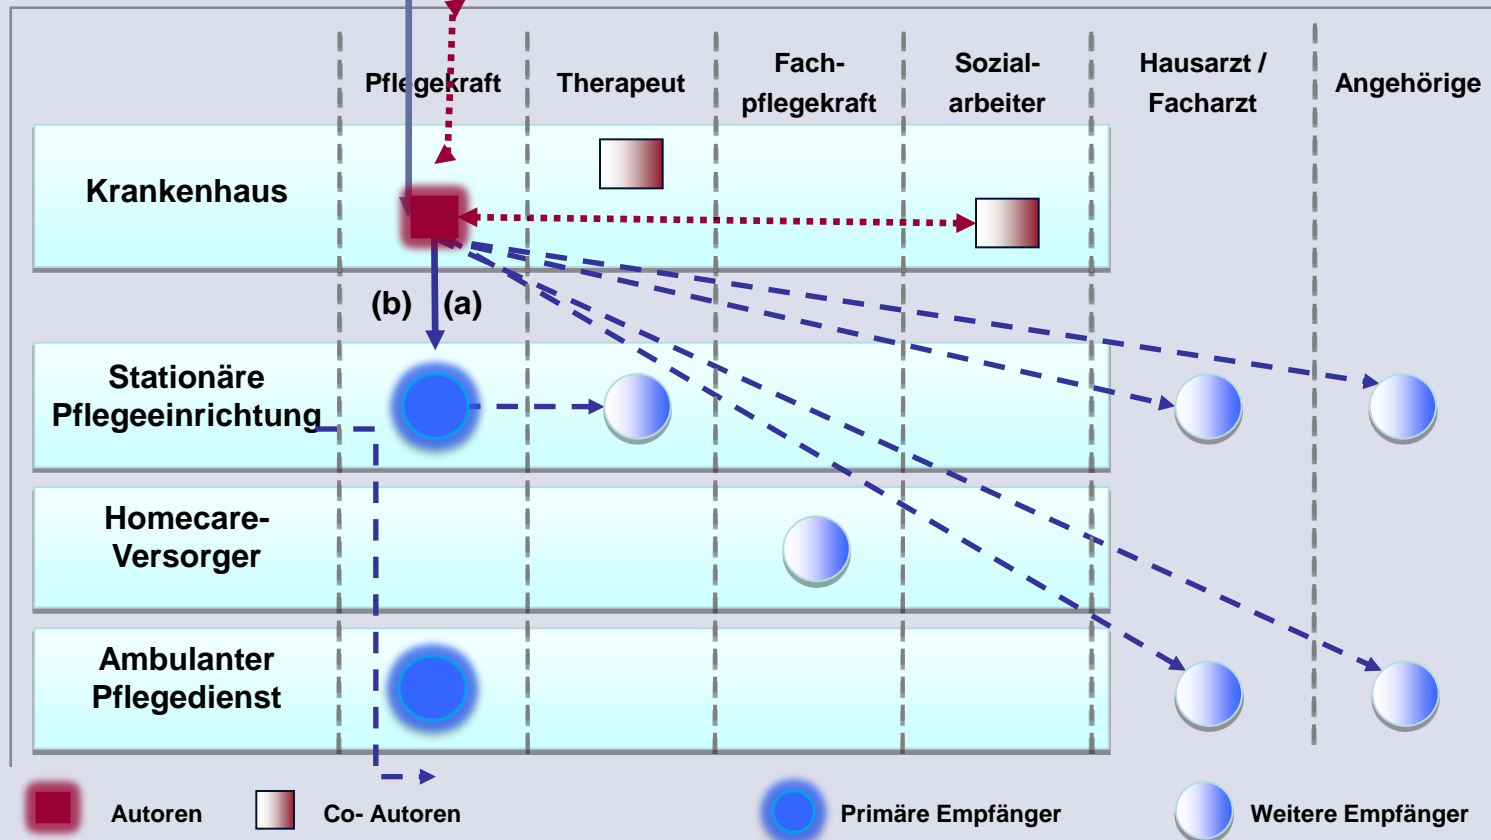 Pflegekraft
Therapeut
Fach-
pflegekraft
Sozial-
arbeiter
Hausarzt /
Facharzt
Angehörige
Krankenhaus
(b)
(a)
Stationäre
Pflegeeinrichtung
Homecare-
Versorger
Ambulanter
Pflegedienst
Autoren
Co- Autoren
Primäre Empfänger
Weitere Empfänger